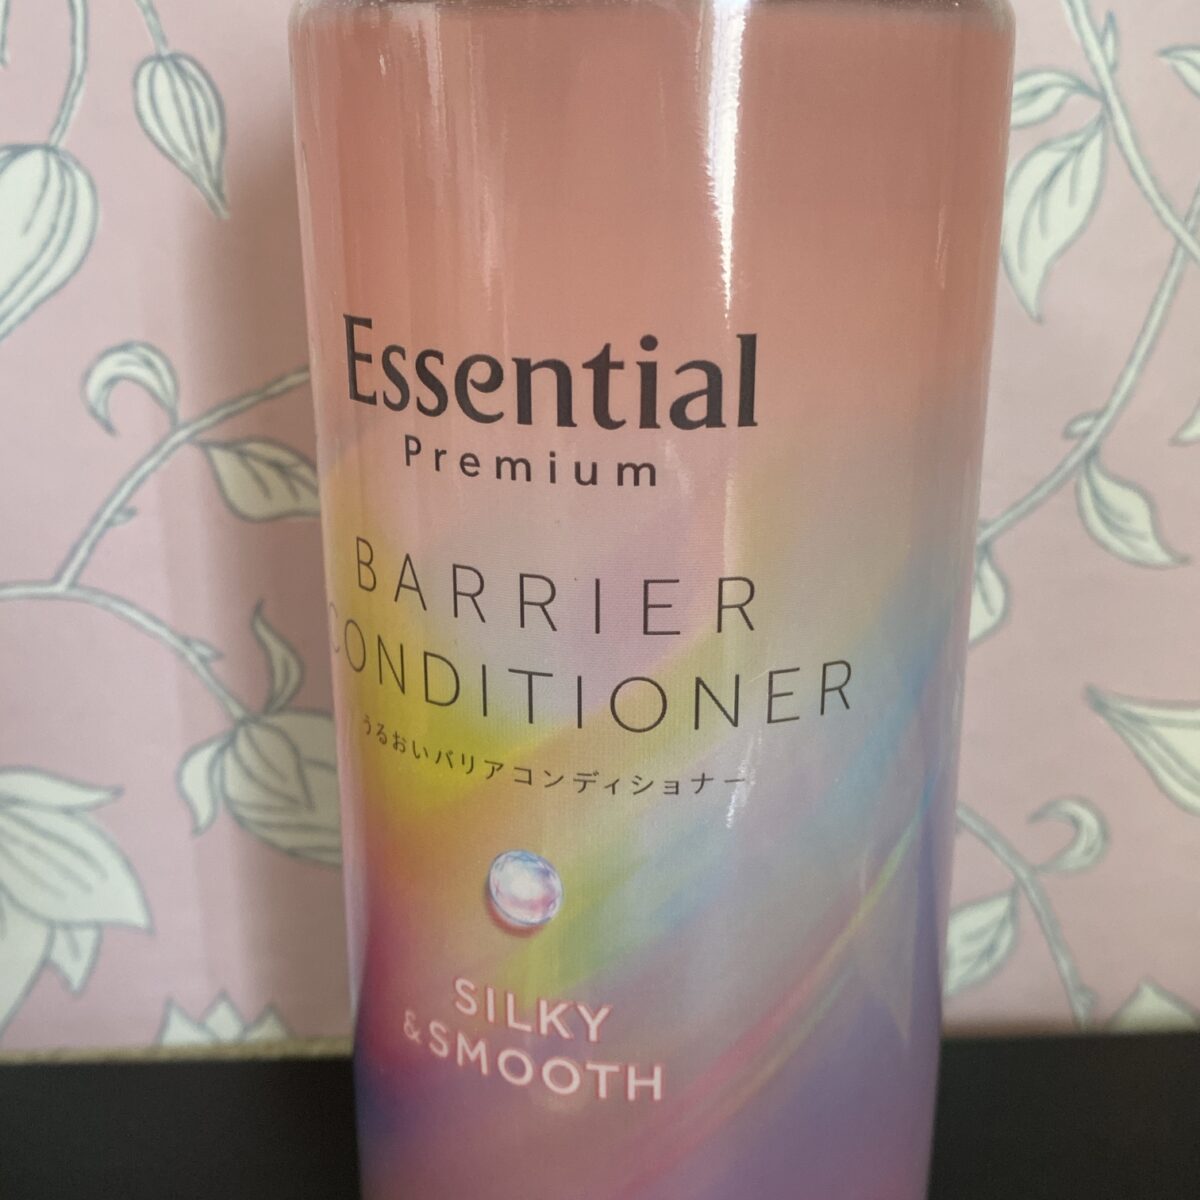 Essential
Premium
BARRIER
CONDITIONER
うるおいバリアコンディショナー
SILKY
&SMOOTH